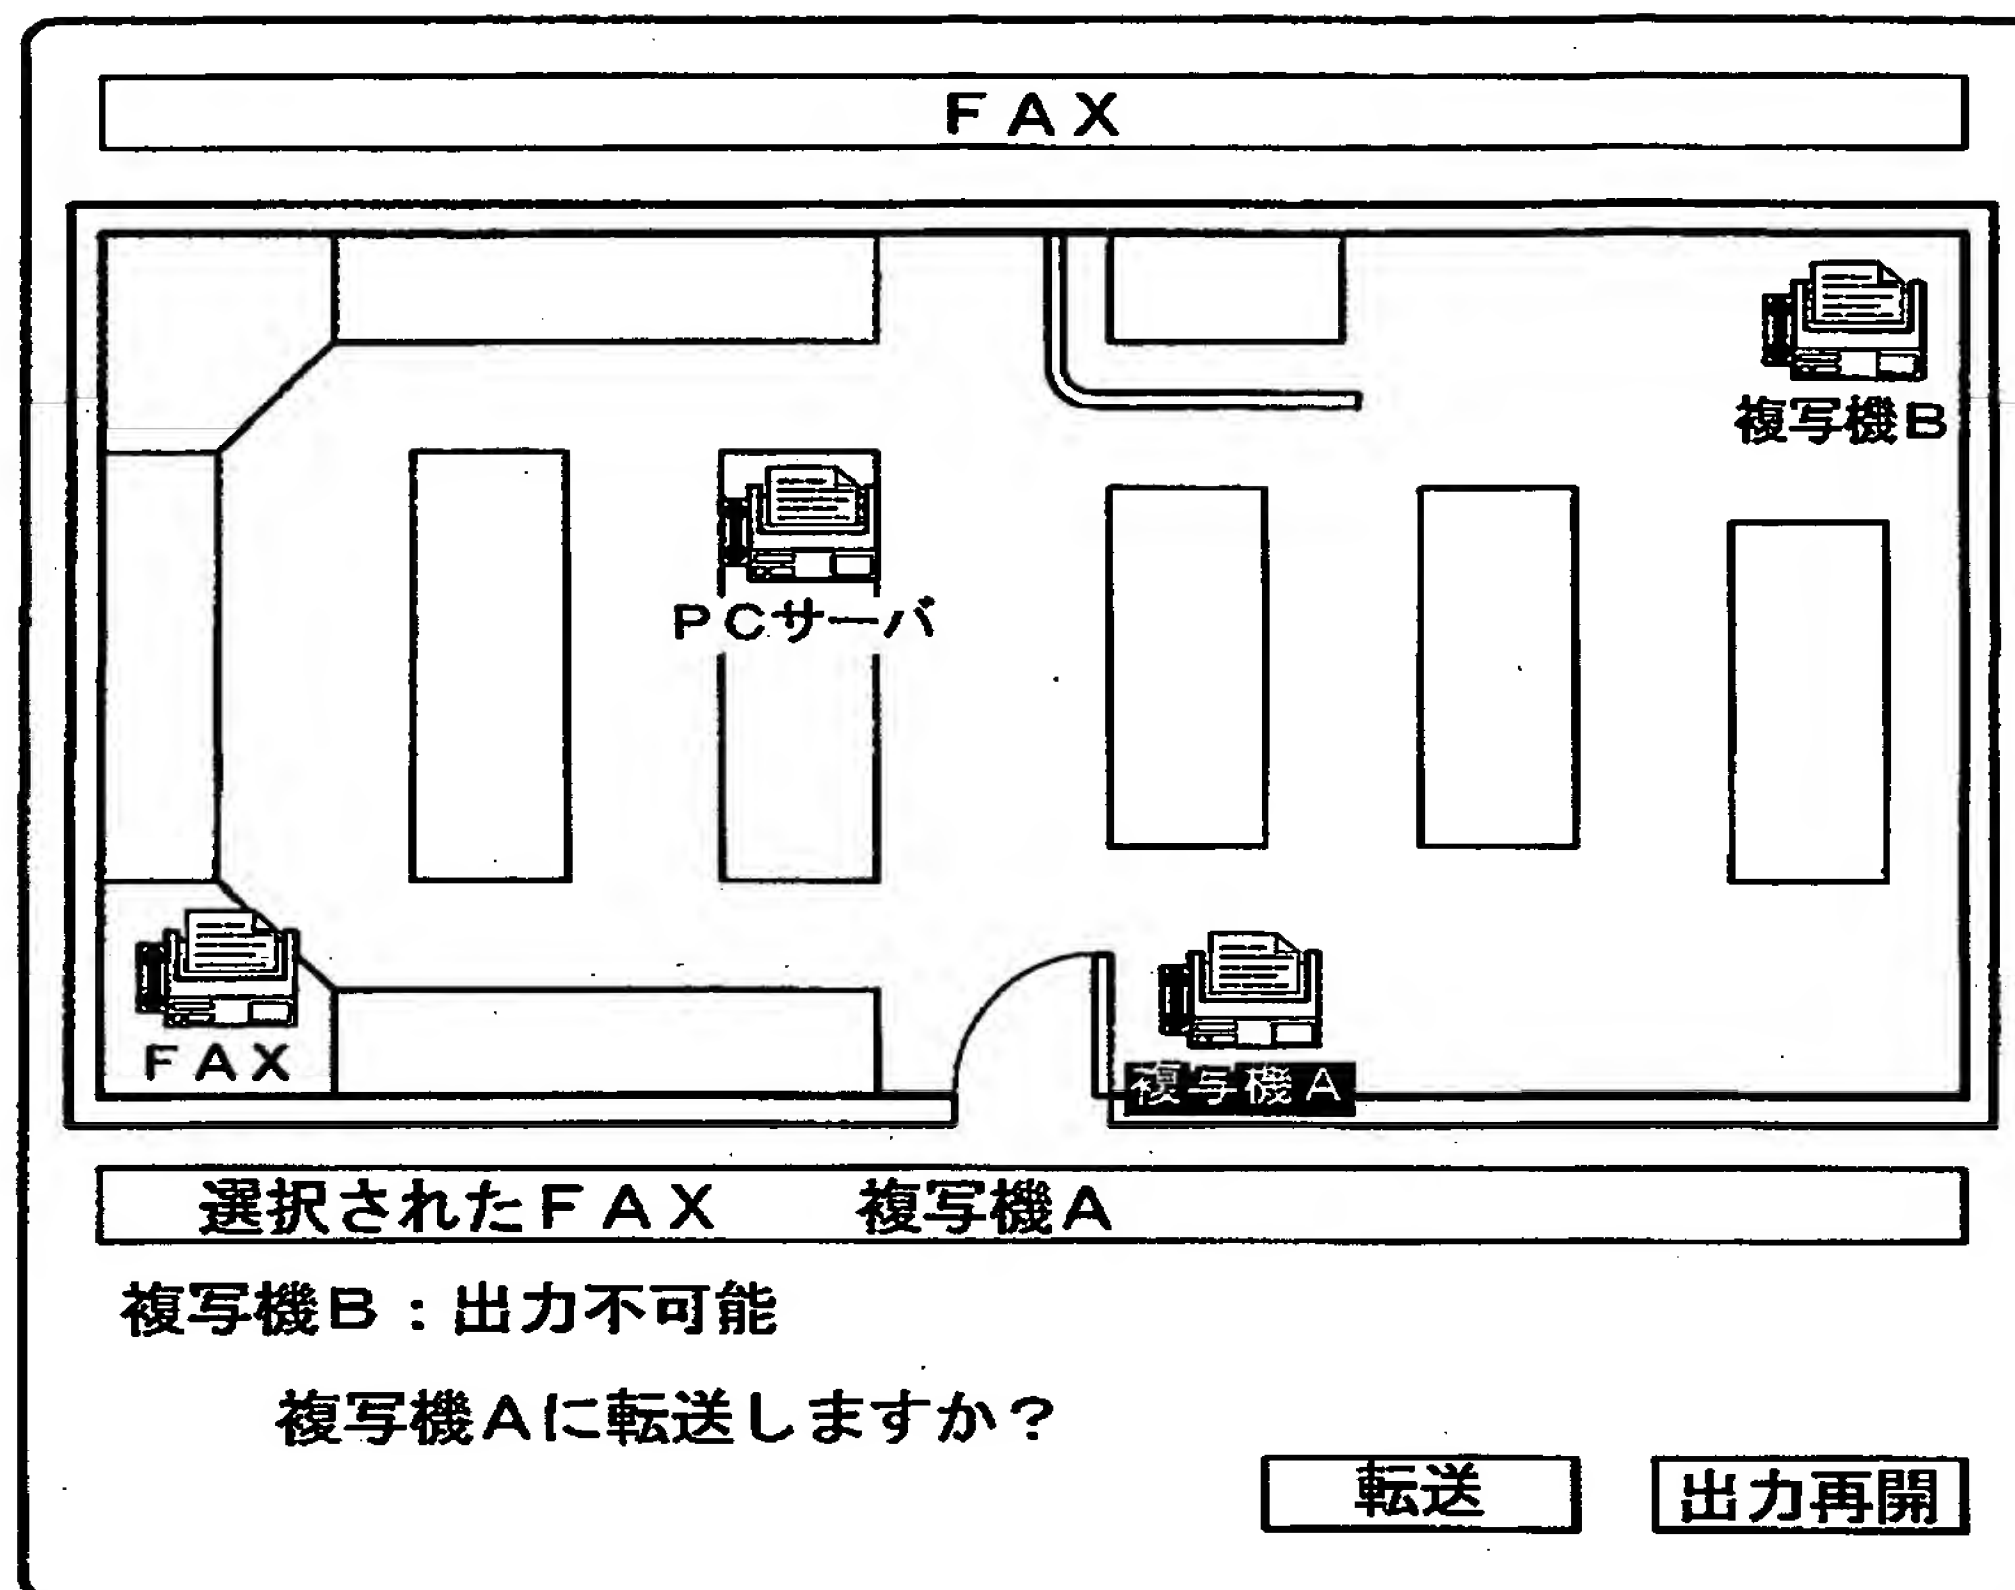 ＦＡＸ
複写機Ｂ
ＰＣサーバ
ＦＡＸ
複写機Ａ
選択されたＦＡＸ　複写機Ａ
複写機Ｂ：出力不可能
複写機Ａに転送しますか？
転送
出力再開